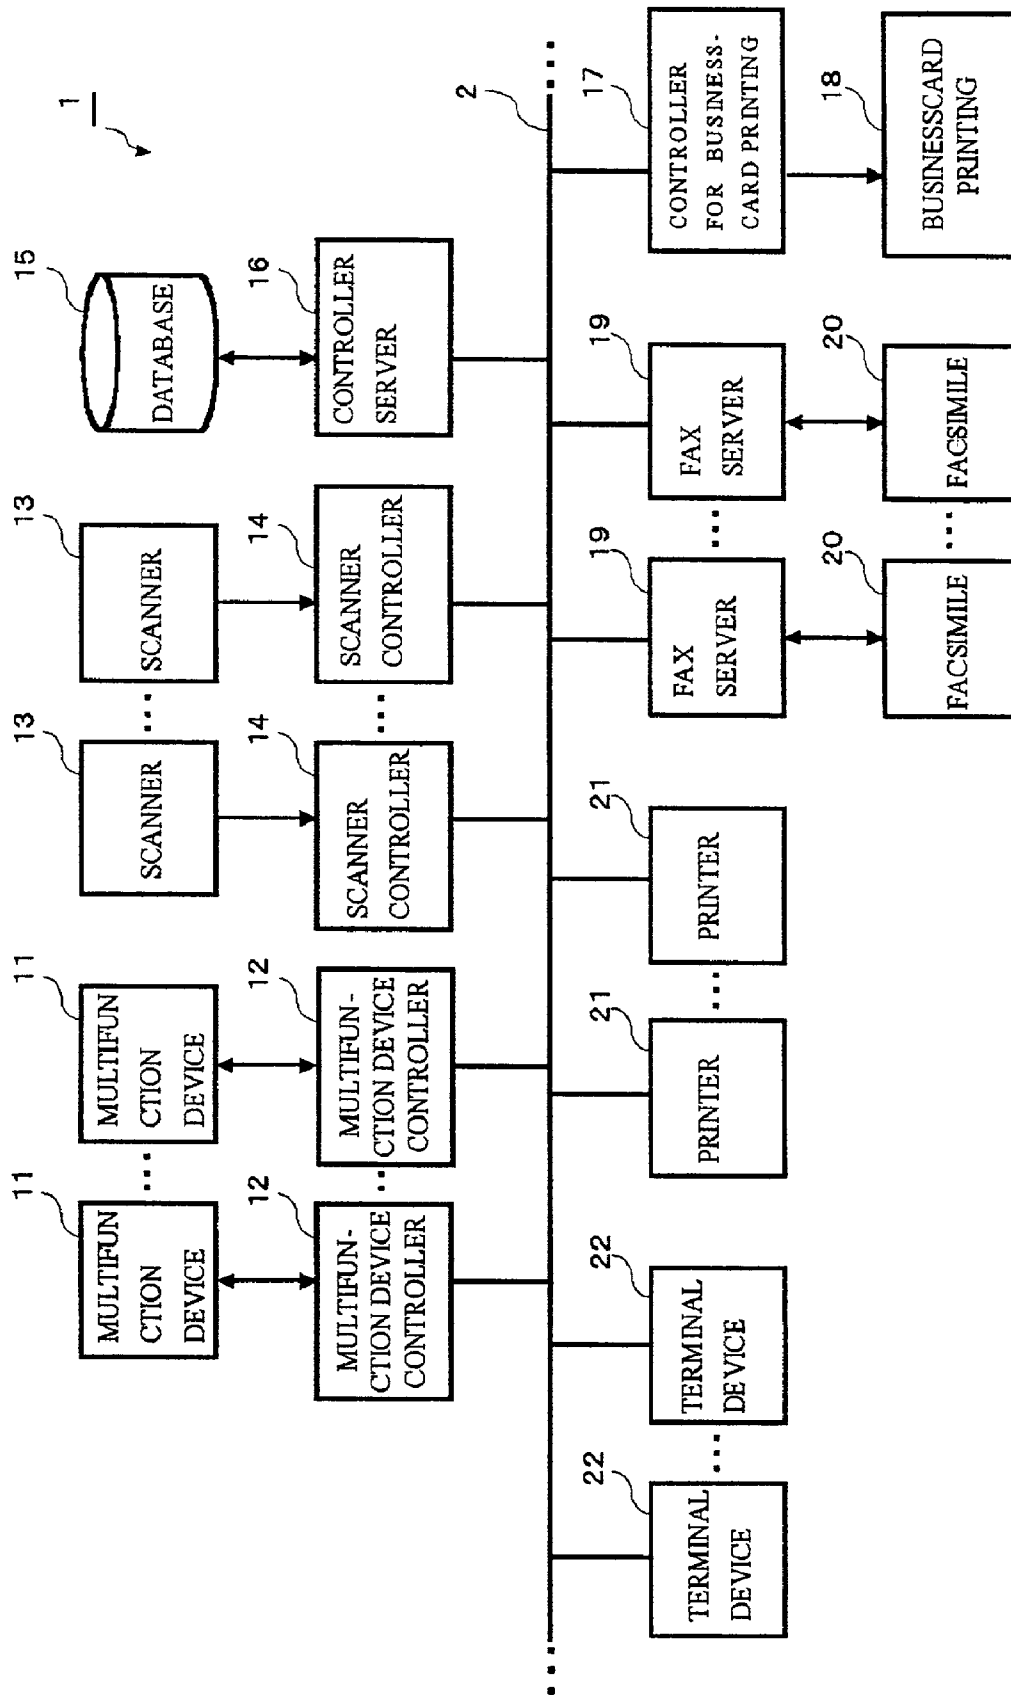 1
11
11
13
13
15
MULTIFUN
CTION
DEVICE
...
MULTIFUN
CTION
DEVICE
SCANNER
...
SCANNER
DATABASE
12
12
14
14
16
MULTIFUN-
CTION DEVICE
CONTROLLER
...
MULTIFUN-
CTION DEVICE
CONTROLLER
SCANNER
CONTROLLER
...
SCANNER
CONTROLLER
CONTROLLER
SERVER
2
...
...
22
22
21
21
19
19
17
TERMINAL
DEVICE
...
TERMINAL
DEVICE
PRINTER
...
PRINTER
FAX
SERVER
...
FAX
SERVER
CONTROLLER
FOR BUSINESS-
CARD PRINTING
20
20
18
FACSIMILE
...
FACSIMILE
BUSINESSCARD
PRINTING